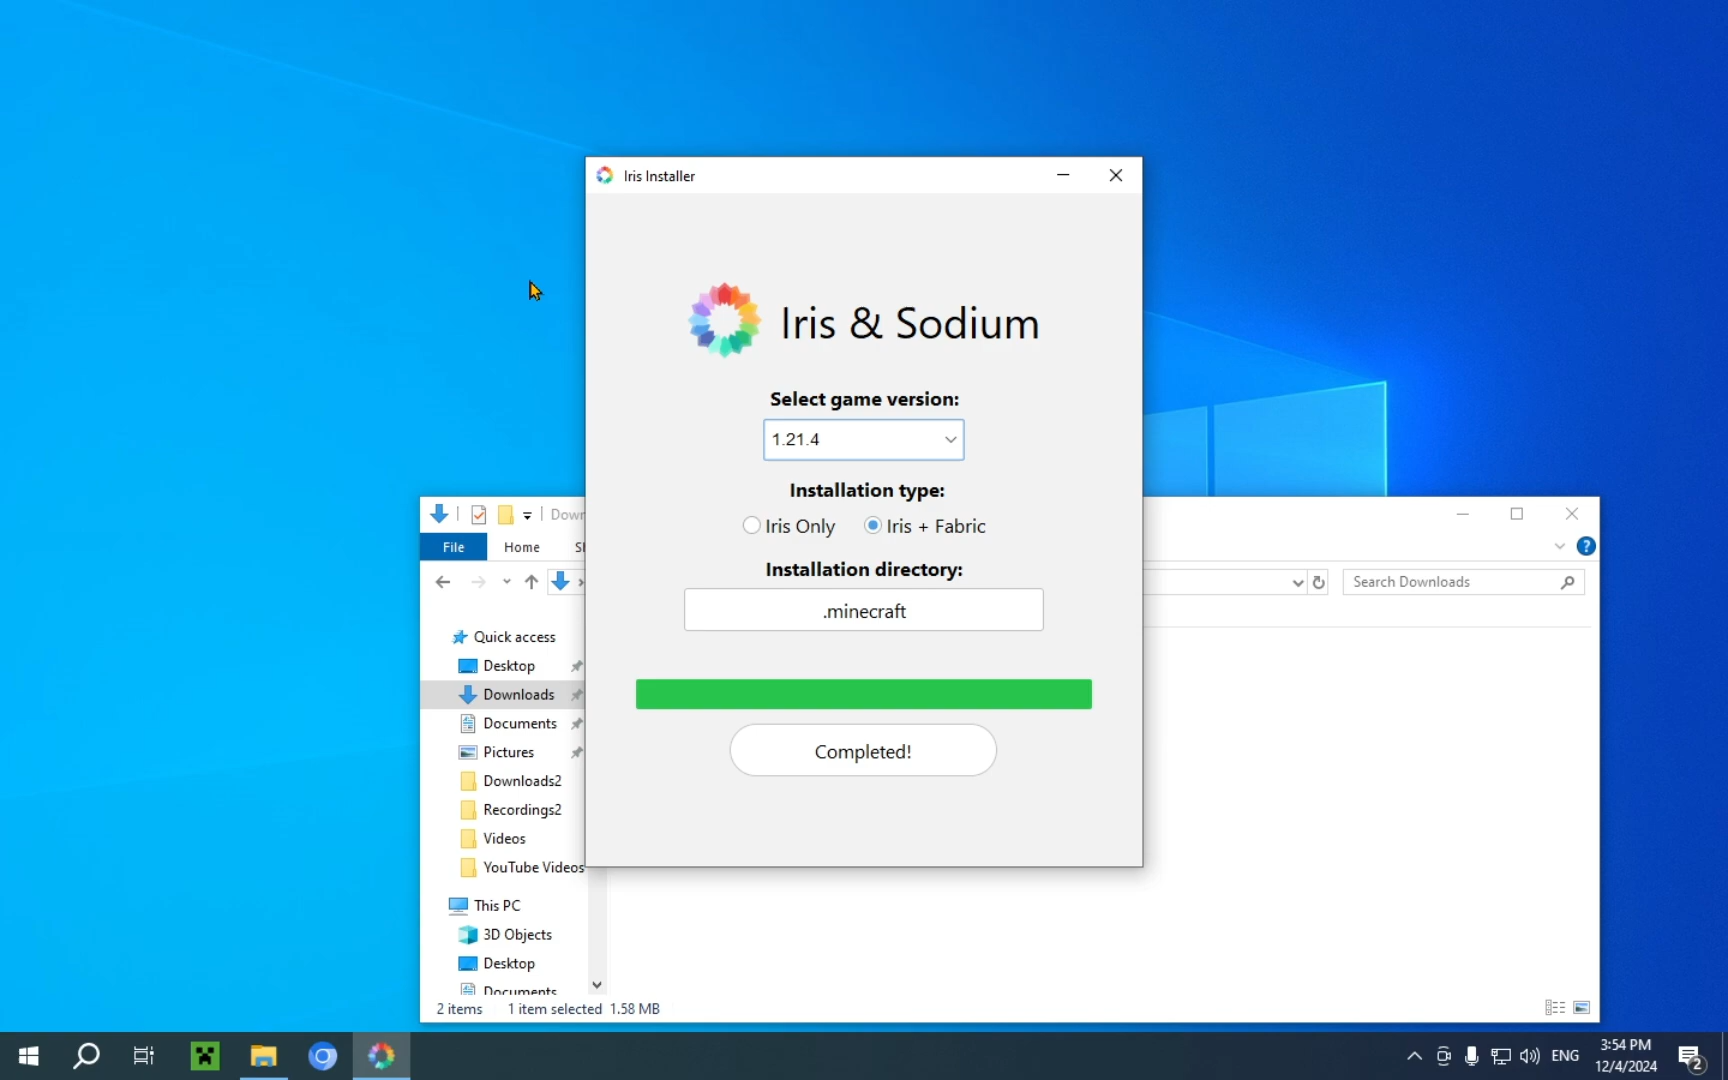 Iris Installer
Iris & Sodium
Select game version:
1.21.4
Installation type:
Iris Only
Iris + Fabric
Installation directory:
.minecraft
Completed!
File
Home
Search Downloads
Quick access
Desktop
Downloads
Documents
Pictures
Downloads2
Recordings2
Videos
YouTube Videos
This PC
3D Objects
Desktop
Documents
2 items
1 item selected 1.58 MB
ENG
3:54 PM
12/4/2024
2